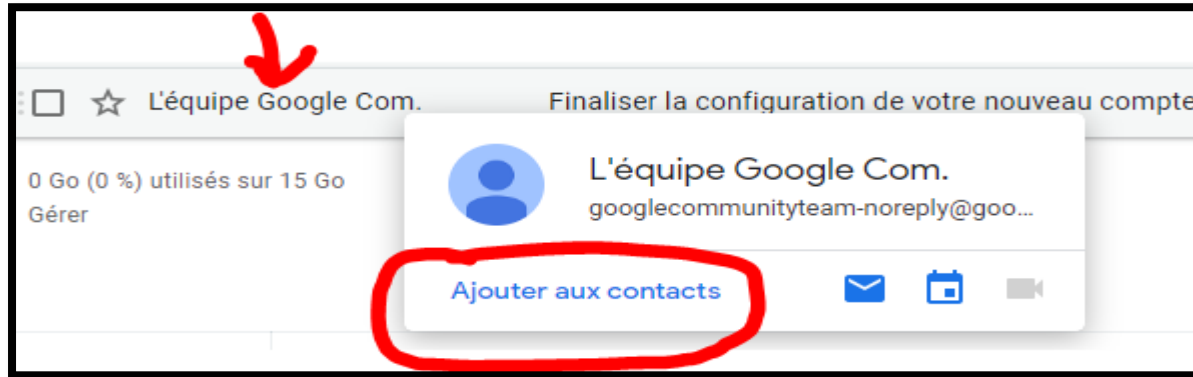 L'équipe Google Com. Finaliser la configuration de votre nouveau compte
L'équipe Google Com.
googlecommunityteam-noreply@goo...
0 Go (0 %) utilisés sur 15 Go
Gérer
Ajouter aux contacts